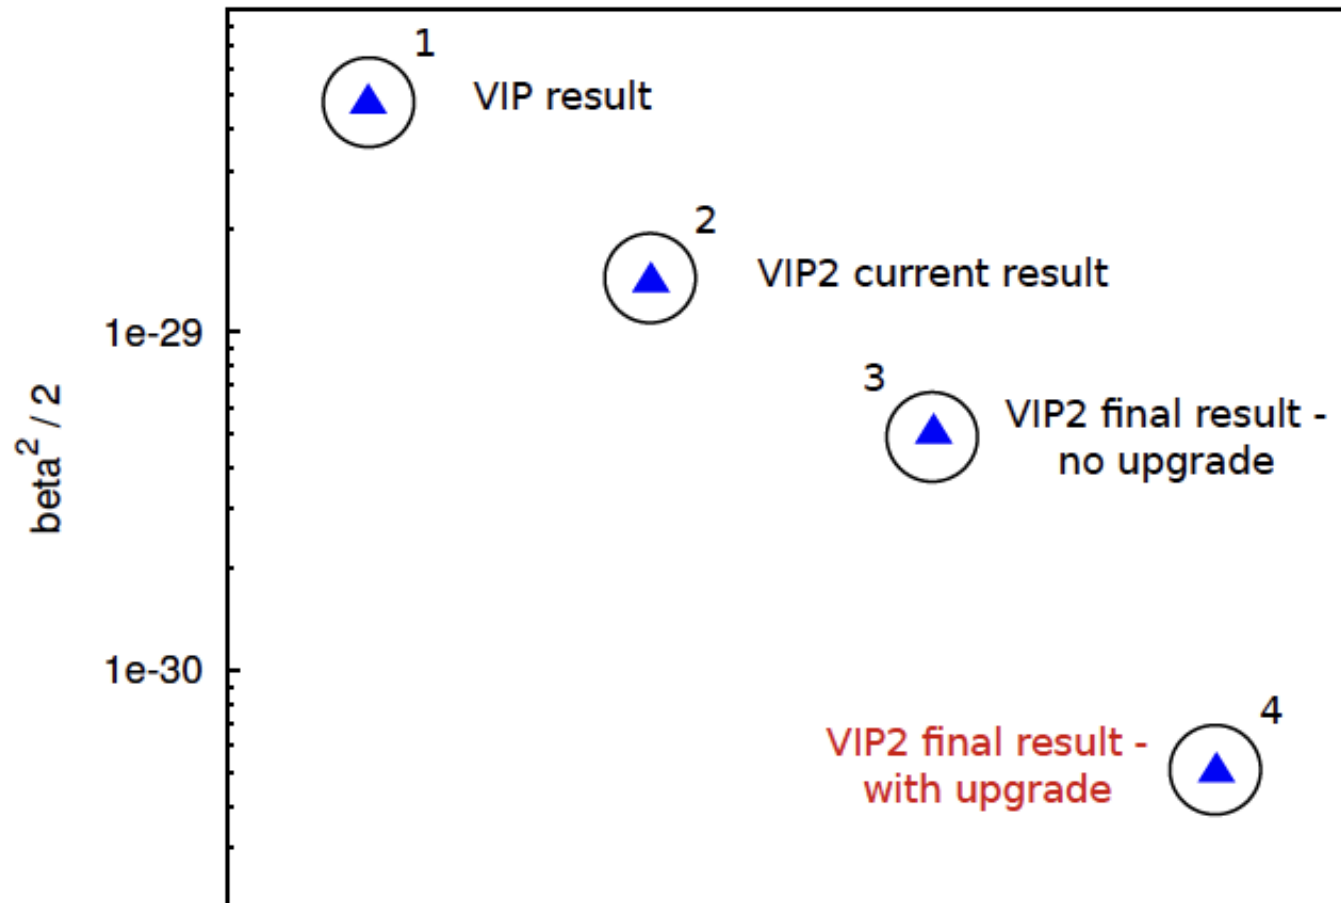 1
VIP result
2
VIP2 current result
1e-29
3
VIP2 final result -
no upgrade
beta² / 2
1e-30
4
VIP2 final result -
with upgrade